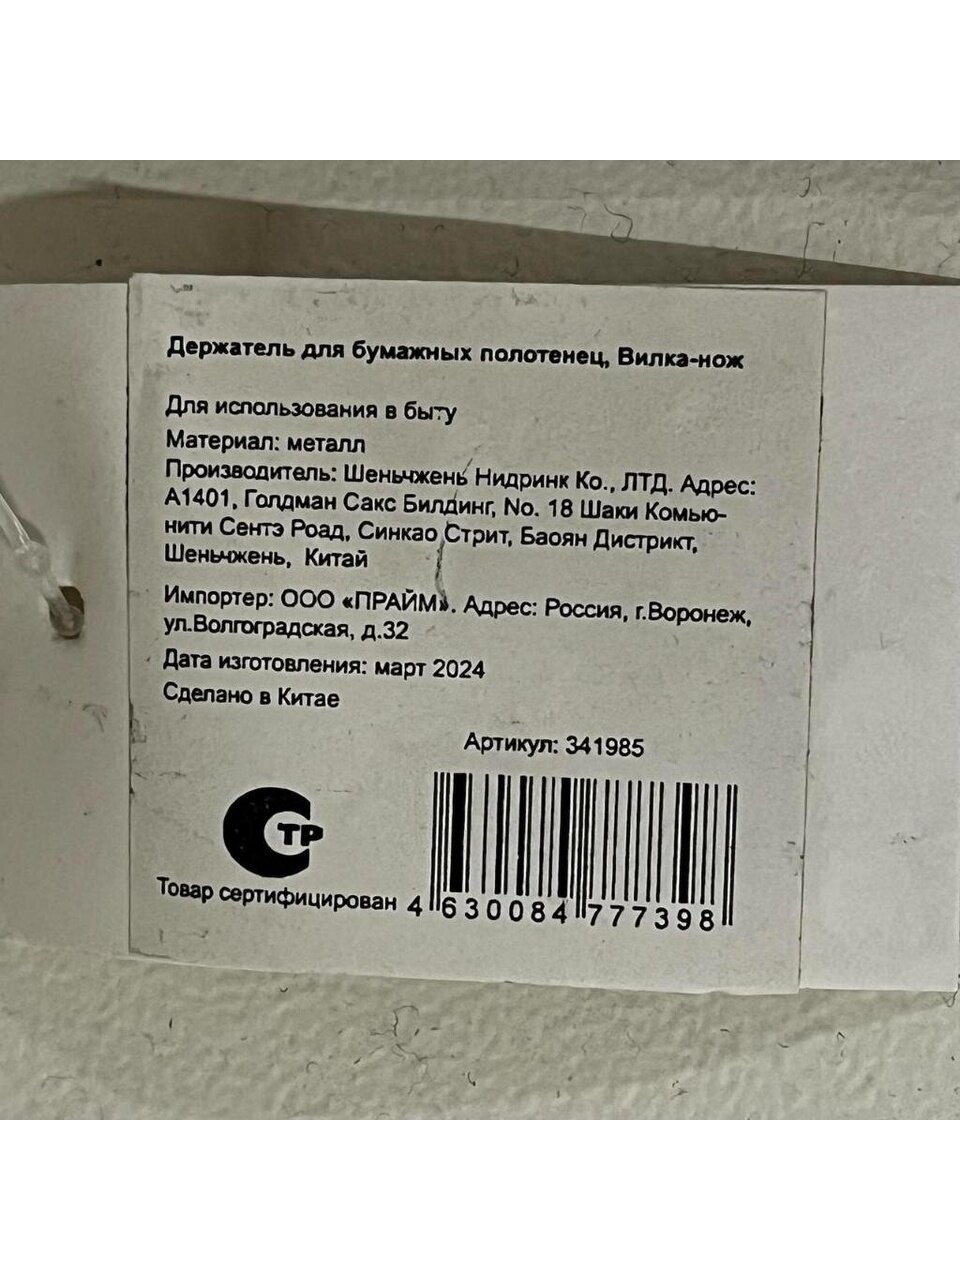 Держатель для бумажных полотенец, Вилка-нож
Для использования в быту
Материал: металл
Производитель: Шеньчжень Нидринк Ко., ЛТД. Адрес:
А1401, Голдман Сакс Билдинг, No. 18 Шаки Комью-
нити Сентэ Роад, Синкао Стрит, Баоян Дистрикт,
Шеньчжень, Китай
Импортер: ООО «ПРАЙМ». Адрес: Россия, г.Воронеж,
ул.Волгоградская, д.32
Дата изготовления: март 2024
Сделано в Китае
Артикул: 341985
СТР
Товар сертифицирован
4 630084 777398